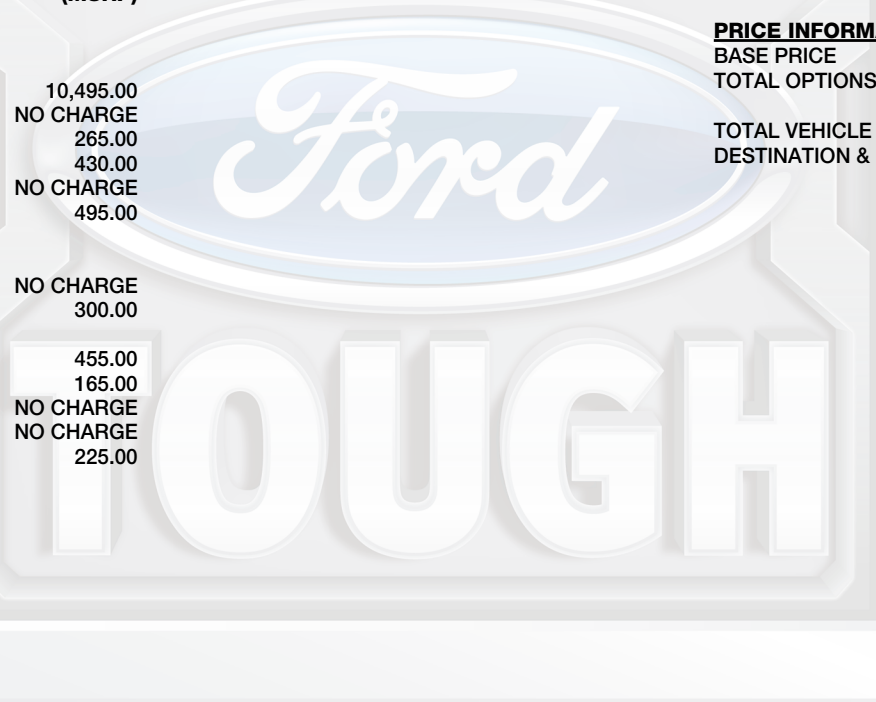 (MSRP)
10,495.00
NO CHARGE
265.00
430.00
NO CHARGE
495.00
NO CHARGE
300.00
455.00
165.00
NO CHARGE
NO CHARGE
225.00
PRICE INFORMA
BASE PRICE
TOTAL OPTIONS
TOTAL VEHICLE
DESTINATION &
Ford
TOUGH